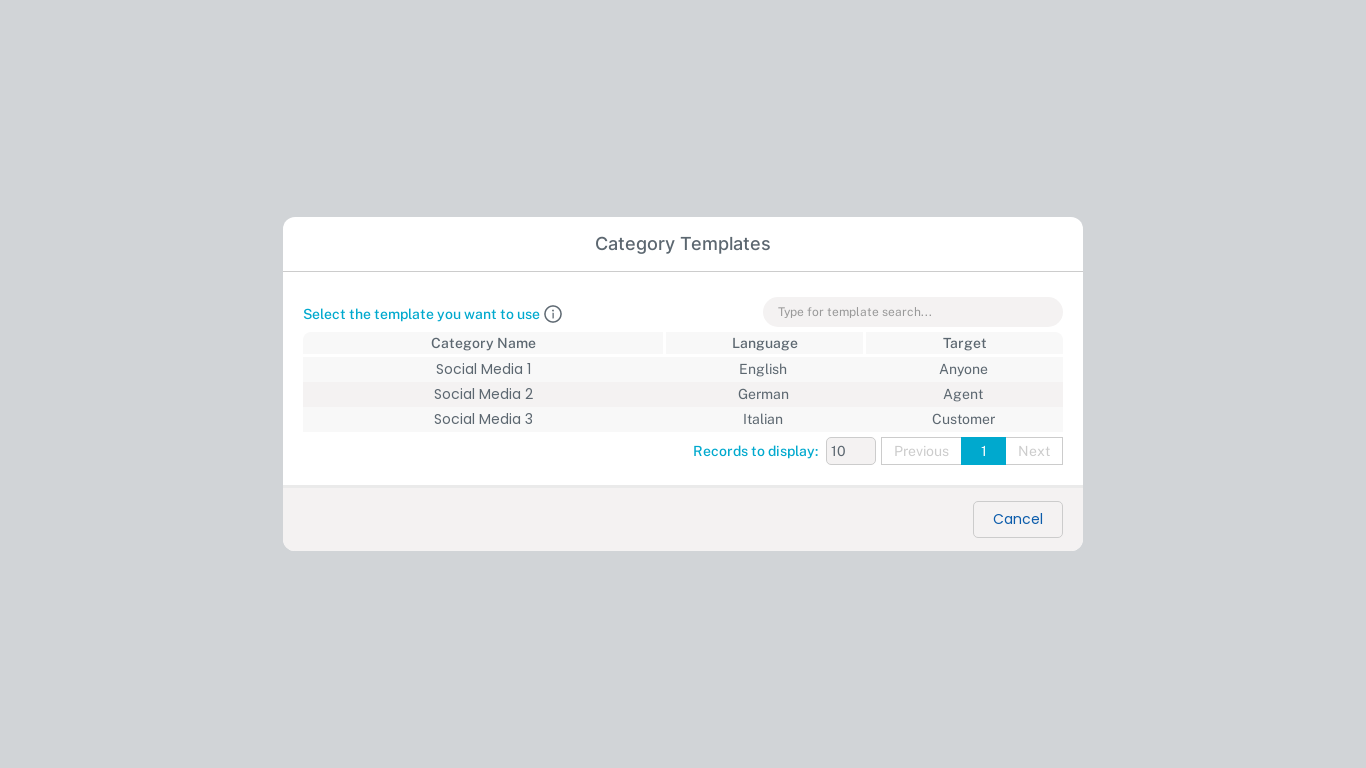 Category Templates
Select the template you want to use
Type for template search...
Category Name Language Target
Social Media 1 English Anyone
Social Media 2 German Agent
Social Media 3 Italian Customer
Records to display: 10 Previous 1 Next
Cancel